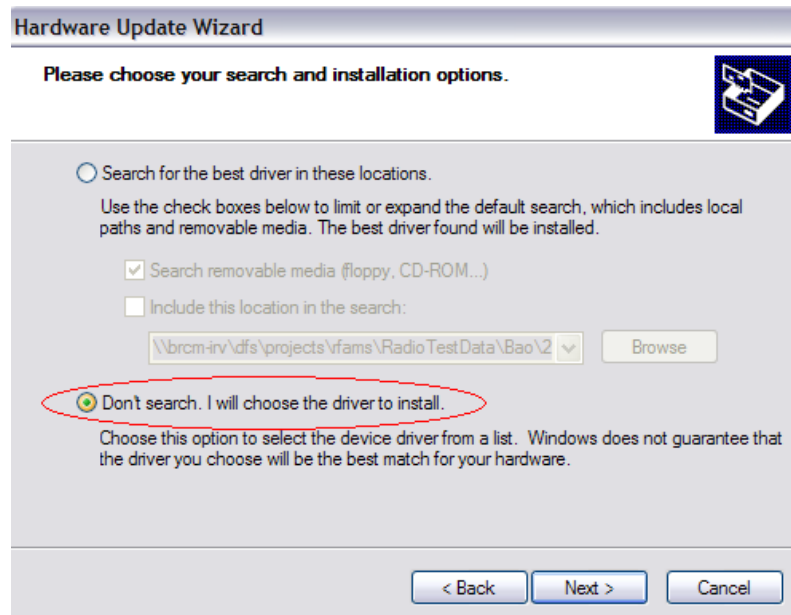 Hardware Update Wizard
Please choose your search and installation options.
Search for the best driver in these locations.
Use the check boxes below to limit or expand the default search, which includes local
paths and removable media. The best driver found will be installed.
Search removable media (floppy, CD-ROM...)
Include this location in the search:
\\brcm-irv\dfs\projects\rfams\RadioTestData\Bao\2
Browse
Don't search. I will choose the driver to install.
Choose this option to select the device driver from a list. Windows does not guarantee that
the driver you choose will be the best match for your hardware.
< Back Next > Cancel